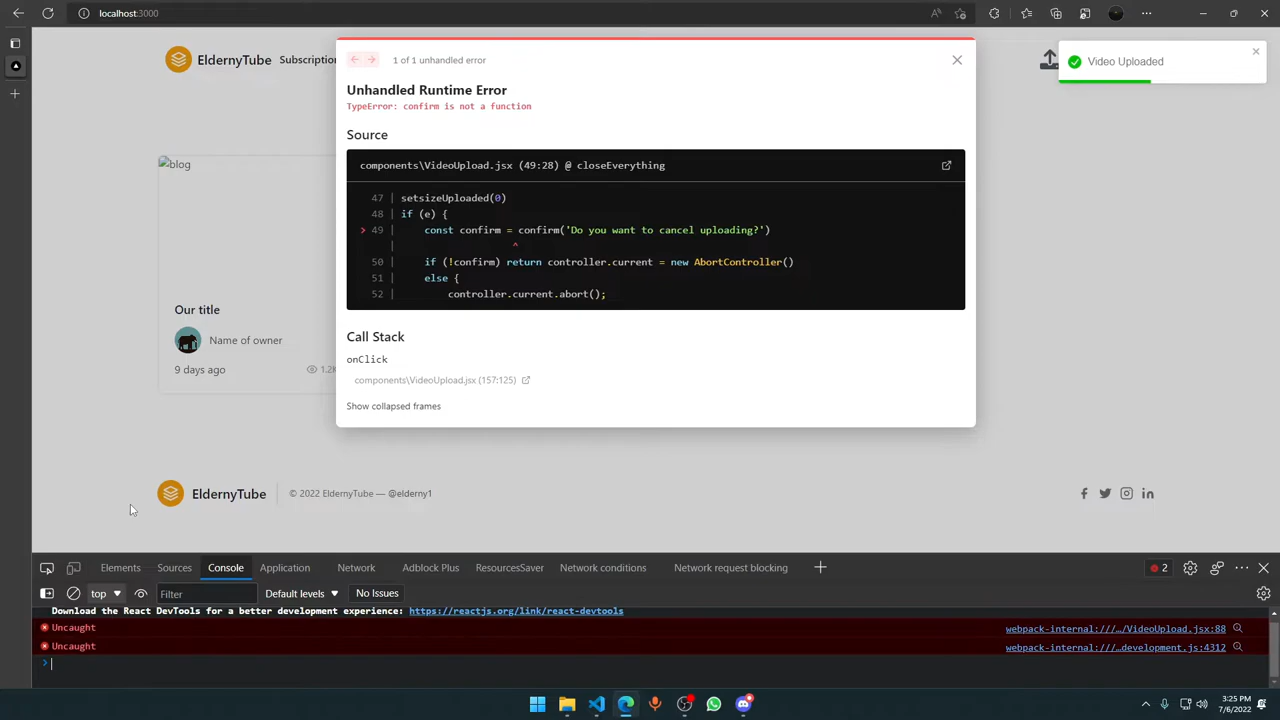 localhost:3000
EldernyTube
Subscription
1 of 1 unhandled error
Video Uploaded
Unhandled Runtime Error
TypeError: confirm is not a function
Source
components\VideoUpload.jsx (49:28) @ closeEverything
47 | setsizeUploaded(0)
48 | if (e) {
> 49 | const confirm = confirm('Do you want to cancel uploading?')
| ^
50 | if (!confirm) return controller.current = new AbortController()
51 | else {
52 | controller.current.abort();
blog
Our title
Name of owner
9 days ago
1.2K
Call Stack
onClick
components\VideoUpload.jsx (157:125)
Show collapsed frames
EldernyTube
© 2022 EldernyTube — @elderny1
Elements
Sources
Console
Application
Network
Adblock Plus
ResourcesSaver
Network conditions
Network request blocking
2
top
Filter
Default levels
No Issues
Download the React DevTools for a better development experience: https://reactjs.org/link/react-devtools
Uncaught
webpack-internal:///…/VideoUpload.jsx:88
Uncaught
webpack-internal:///…development.js:4312
3:25 PM
7/6/2022